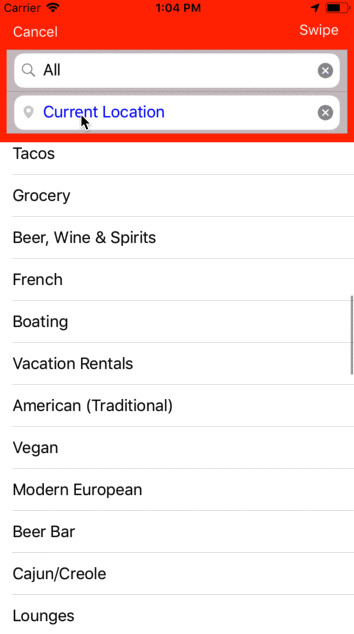 Carrier 1:04 PM
Cancel Swipe
All
Current Location
Tacos
Grocery
Beer, Wine & Spirits
French
Boating
Vacation Rentals
American (Traditional)
Vegan
Modern European
Beer Bar
Cajun/Creole
Lounges